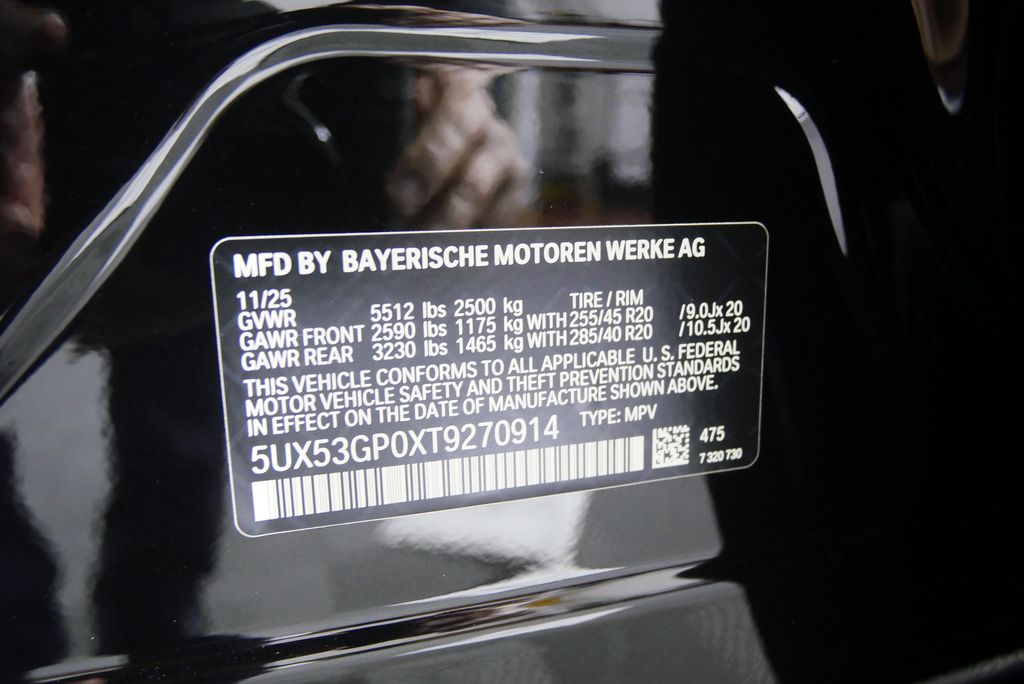 MFD BY BAYERISCHE MOTOREN WERKE AG
11/25 TIRE / RIM
GVWR 5512 lbs 2500 kg
GAWR FRONT 2590 lbs 1175 kg WITH 255/45 R20 /9.0Jx20
GAWR REAR 3230 lbs 1465 kg WITH 285/40 R20 /10.5Jx20
THIS VEHICLE CONFORMS TO ALL APPLICABLE U.S. FEDERAL
MOTOR VEHICLE SAFETY AND THEFT PREVENTION STANDARDS
IN EFFECT ON THE DATE OF MANUFACTURE SHOWN ABOVE.
5UX53GP0XT9270914 TYPE: MPV
475
7 320 730